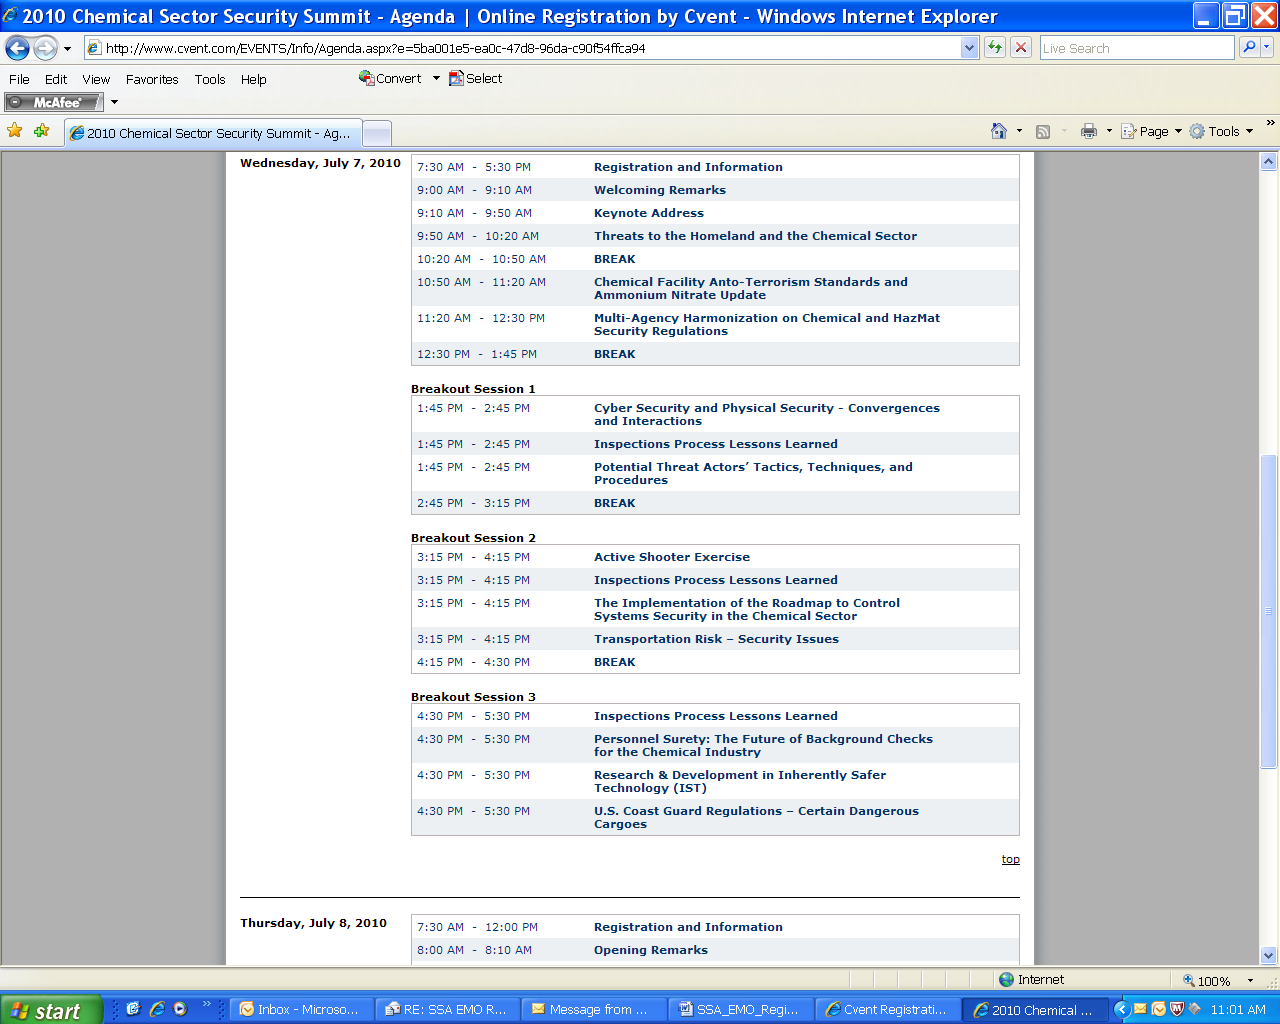 2010 Chemical Sector Security Summit - Agenda | Online Registration by Cvent - Windows Internet Explorer
http://www.cvent.com/EVENTS/Info/Agenda.aspx?e=5ba001e5-ea0c-47d8-96da-c90f54ffca94
Live Search
File Edit View Favorites Tools Help Convert Select
McAfee
2010 Chemical Sector Security Summit - Ag... Page Tools
Wednesday, July 7, 2010
7:30 AM - 5:30 PM Registration and Information
9:00 AM - 9:10 AM Welcoming Remarks
9:10 AM - 9:50 AM Keynote Address
9:50 AM - 10:20 AM Threats to the Homeland and the Chemical Sector
10:20 AM - 10:50 AM BREAK
10:50 AM - 11:20 AM Chemical Facility Anto-Terrorism Standards and
Ammonium Nitrate Update
11:20 AM - 12:30 PM Multi-Agency Harmonization on Chemical and HazMat
Security Regulations
12:30 PM - 1:45 PM BREAK
Breakout Session 1
1:45 PM - 2:45 PM Cyber Security and Physical Security - Convergences
and Interactions
1:45 PM - 2:45 PM Inspections Process Lessons Learned
1:45 PM - 2:45 PM Potential Threat Actors’ Tactics, Techniques, and
Procedures
2:45 PM - 3:15 PM BREAK
Breakout Session 2
3:15 PM - 4:15 PM Active Shooter Exercise
3:15 PM - 4:15 PM Inspections Process Lessons Learned
3:15 PM - 4:15 PM The Implementation of the Roadmap to Control
Systems Security in the Chemical Sector
3:15 PM - 4:15 PM Transportation Risk – Security Issues
4:15 PM - 4:30 PM BREAK
Breakout Session 3
4:30 PM - 5:30 PM Inspections Process Lessons Learned
4:30 PM - 5:30 PM Personnel Surety: The Future of Background Checks
for the Chemical Industry
4:30 PM - 5:30 PM Research & Development in Inherently Safer
Technology (IST)
4:30 PM - 5:30 PM U.S. Coast Guard Regulations – Certain Dangerous
Cargoes
top
Thursday, July 8, 2010
7:30 AM - 12:00 PM Registration and Information
8:00 AM - 8:10 AM Opening Remarks
Internet 100%
start Inbox - Microso... RE: SSA EMO R... Message from ... SSA_EMO_Regi... Cvent Registrati... 2010 Chemical ... 11:01 AM